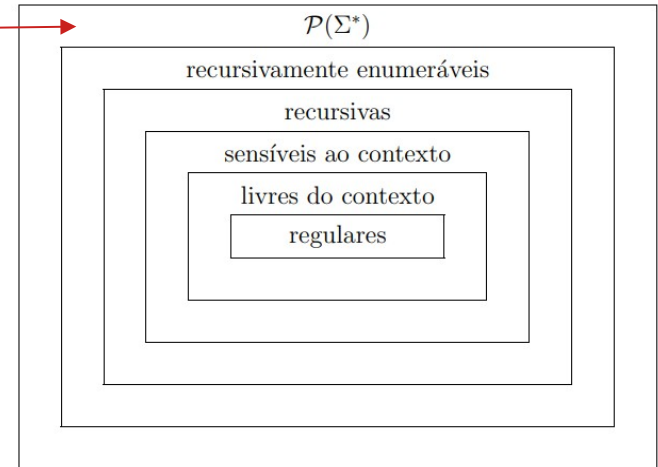 𝒫(Σ*)
recursivamente enumeráveis
recursivas
sensíveis ao contexto
livres do contexto
regulares